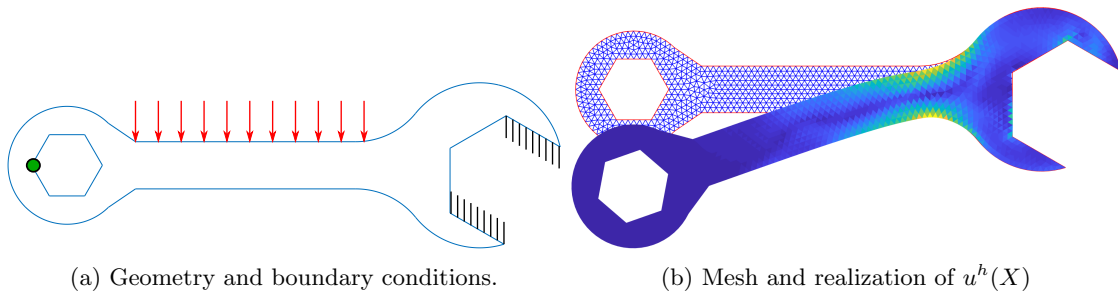 (a) Geometry and boundary conditions.
(b) Mesh and realization of u^h(X)